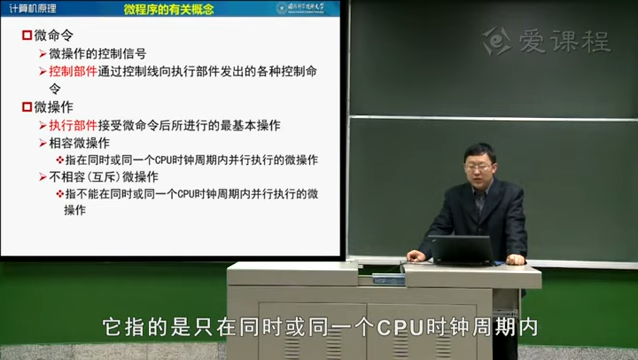 计算机原理
微程序的有关概念
国防科学技术大学
爱课程
微命令
微操作的控制信号
控制部件通过控制线向执行部件发出的各种控制命
令
微操作
执行部件接受微命令后所进行的最基本操作
相容微操作
指在同时或同一个CPU时钟周期内并行执行的微操作
不相容(互斥)微操作
指不能在同时或同一个CPU时钟周期内并行执行的微
操作
它指的是只在同时或同一个CPU时钟周期内